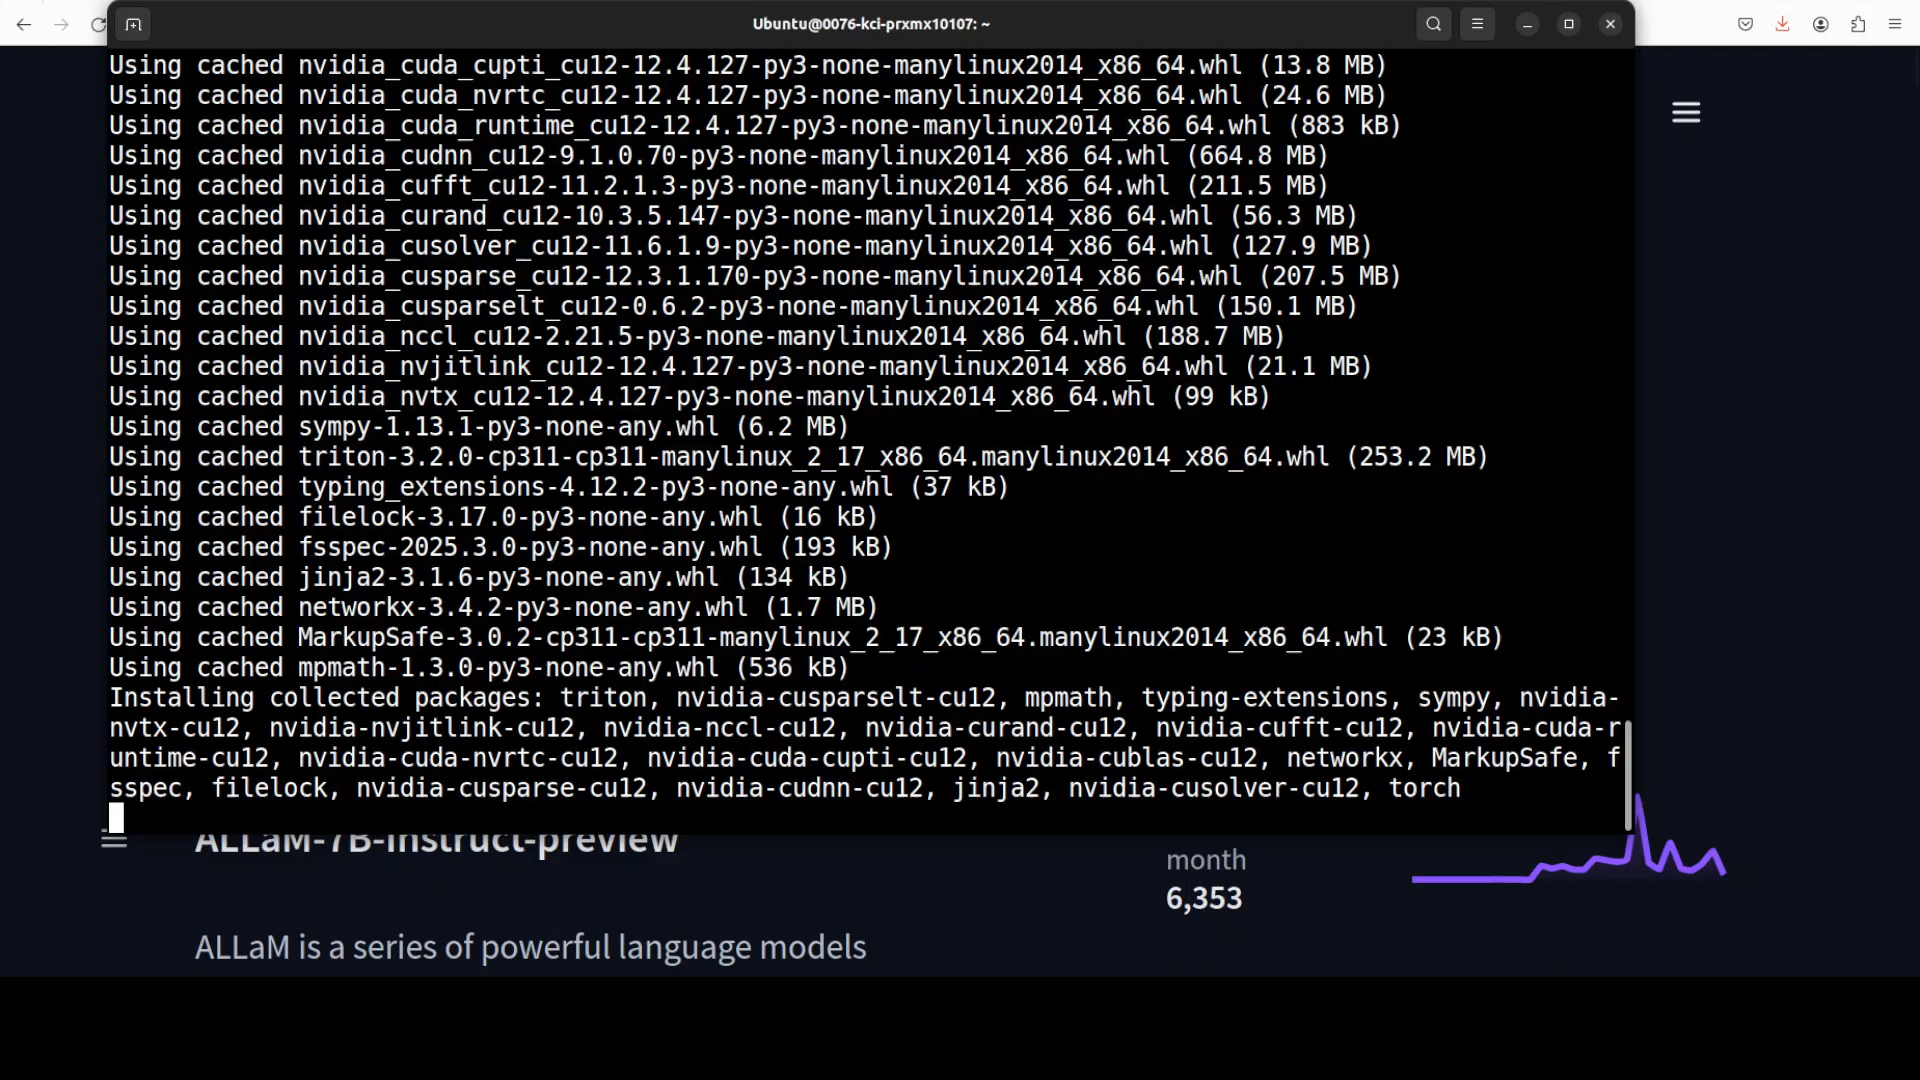 Ubuntu@0076-kci-prxmx10107: ~
Using cached nvidia_cuda_cupti_cu12-12.4.127-py3-none-manylinux2014_x86_64.whl (13.8 MB)
Using cached nvidia_cuda_nvrtc_cu12-12.4.127-py3-none-manylinux2014_x86_64.whl (24.6 MB)
Using cached nvidia_cuda_runtime_cu12-12.4.127-py3-none-manylinux2014_x86_64.whl (883 kB)
Using cached nvidia_cudnn_cu12-9.1.0.70-py3-none-manylinux2014_x86_64.whl (664.8 MB)
Using cached nvidia_cufft_cu12-11.2.1.3-py3-none-manylinux2014_x86_64.whl (211.5 MB)
Using cached nvidia_curand_cu12-10.3.5.147-py3-none-manylinux2014_x86_64.whl (56.3 MB)
Using cached nvidia_cusolver_cu12-11.6.1.9-py3-none-manylinux2014_x86_64.whl (127.9 MB)
Using cached nvidia_cusparse_cu12-12.3.1.170-py3-none-manylinux2014_x86_64.whl (207.5 MB)
Using cached nvidia_cusparselt_cu12-0.6.2-py3-none-manylinux2014_x86_64.whl (150.1 MB)
Using cached nvidia_nccl_cu12-2.21.5-py3-none-manylinux2014_x86_64.whl (188.7 MB)
Using cached nvidia_nvjitlink_cu12-12.4.127-py3-none-manylinux2014_x86_64.whl (21.1 MB)
Using cached nvidia_nvtx_cu12-12.4.127-py3-none-manylinux2014_x86_64.whl (99 kB)
Using cached sympy-1.13.1-py3-none-any.whl (6.2 MB)
Using cached triton-3.2.0-cp311-cp311-manylinux_2_17_x86_64.manylinux2014_x86_64.whl (253.2 MB)
Using cached typing_extensions-4.12.2-py3-none-any.whl (37 kB)
Using cached filelock-3.17.0-py3-none-any.whl (16 kB)
Using cached fsspec-2025.3.0-py3-none-any.whl (193 kB)
Using cached jinja2-3.1.6-py3-none-any.whl (134 kB)
Using cached networkx-3.4.2-py3-none-any.whl (1.7 MB)
Using cached MarkupSafe-3.0.2-cp311-cp311-manylinux_2_17_x86_64.manylinux2014_x86_64.whl (23 kB)
Using cached mpmath-1.3.0-py3-none-any.whl (536 kB)
Installing collected packages: triton, nvidia-cusparselt-cu12, mpmath, typing-extensions, sympy, nvidia-
nvtx-cu12, nvidia-nvjitlink-cu12, nvidia-nccl-cu12, nvidia-curand-cu12, nvidia-cufft-cu12, nvidia-cuda-r
untime-cu12, nvidia-cuda-nvrtc-cu12, nvidia-cuda-cupti-cu12, nvidia-cublas-cu12, networkx, MarkupSafe, f
sspec, filelock, nvidia-cusparse-cu12, nvidia-cudnn-cu12, jinja2, nvidia-cusolver-cu12, torch
ALLaM-7B-Instruct-preview
month
6,353
ALLaM is a series of powerful language models